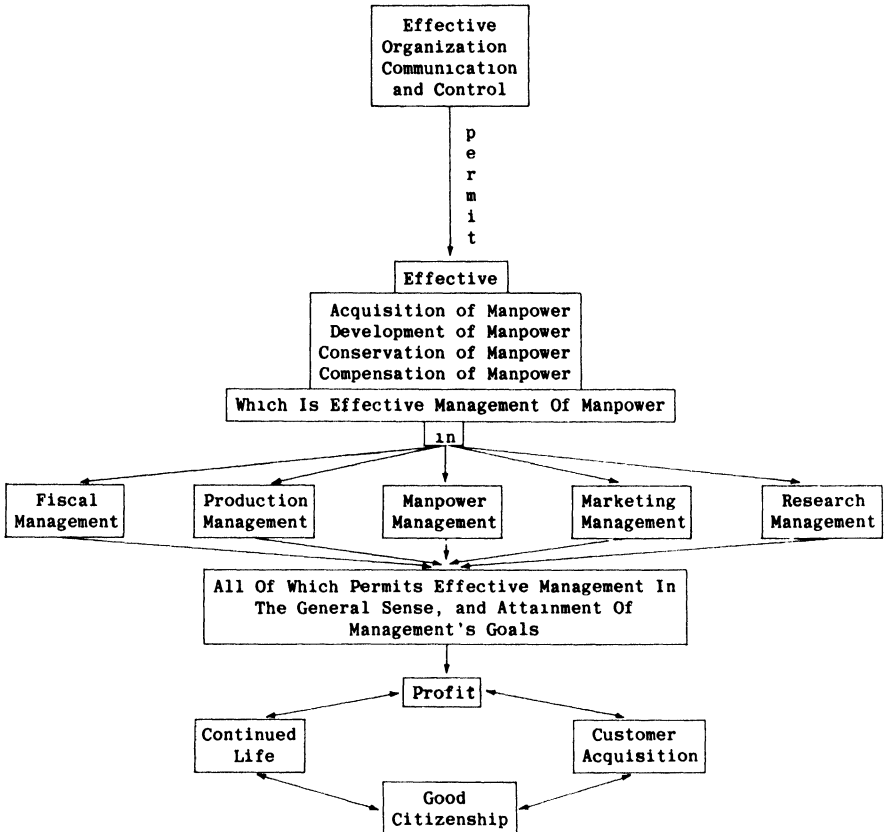 Effective
Organization
Communication
and Control
permit
Effective
Acquisition of Manpower
Development of Manpower
Conservation of Manpower
Compensation of Manpower
Which Is Effective Management Of Manpower
in
Fiscal
Management
Production
Management
Manpower
Management
Marketing
Management
Research
Management
All Of Which Permits Effective Management In
The General Sense, and Attainment Of
Management's Goals
Profit
Continued
Life
Customer
Acquisition
Good
Citizenship